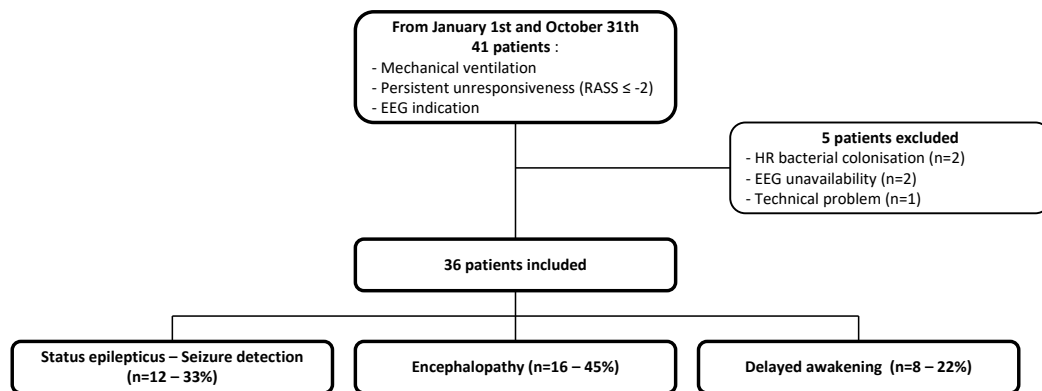 From January 1st and October 31th
41 patients :
- Mechanical ventilation
- Persistent unresponsiveness (RASS ≤ -2)
- EEG indication
5 patients excluded
- HR bacterial colonisation (n=2)
- EEG unavailability (n=2)
- Technical problem (n=1)
36 patients included
Status epilepticus – Seizure detection
(n=12 – 33%)
Encephalopathy (n=16 – 45%)
Delayed awakening (n=8 – 22%)